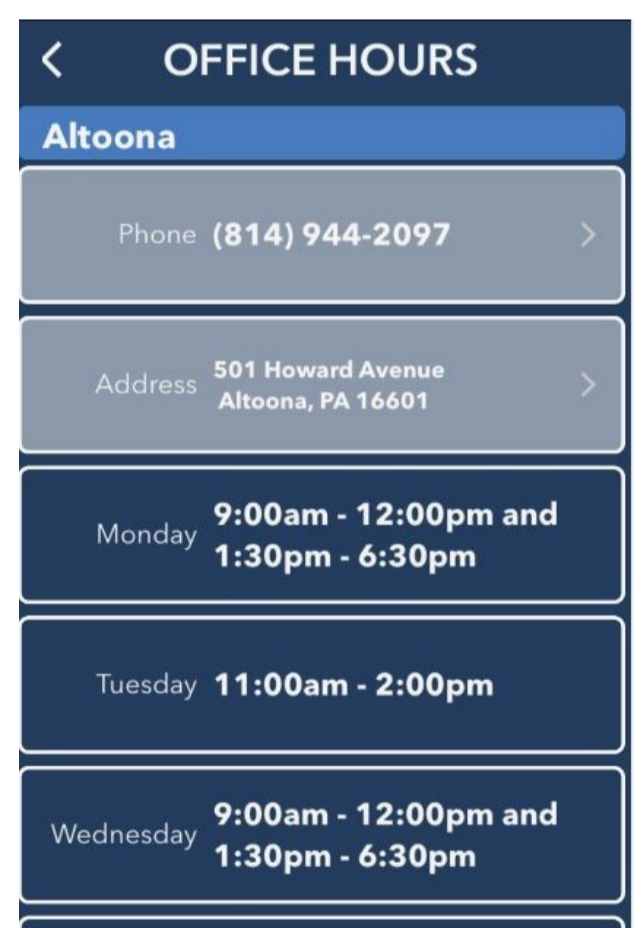 OFFICE HOURS
Altoona
Phone (814) 944-2097
Address 501 Howard Avenue
Altoona, PA 16601
Monday 9:00am - 12:00pm and
1:30pm - 6:30pm
Tuesday 11:00am - 2:00pm
Wednesday 9:00am - 12:00pm and
1:30pm - 6:30pm